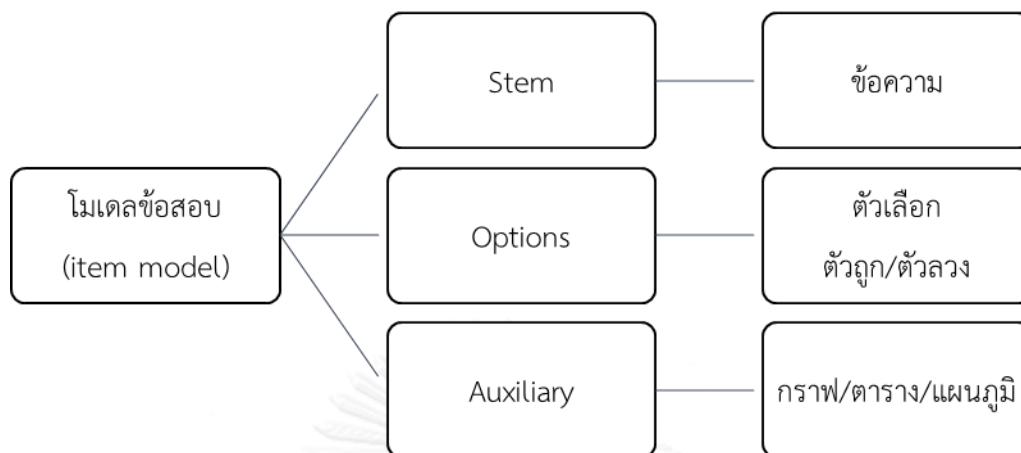 Stem
ข้อความ
โมเดลข้อสอบ
(item model)
Options
ตัวเลือก
ตัวถูก/ตัวลวง
Auxiliary
กราฟ/ตาราง/แผนภูมิ